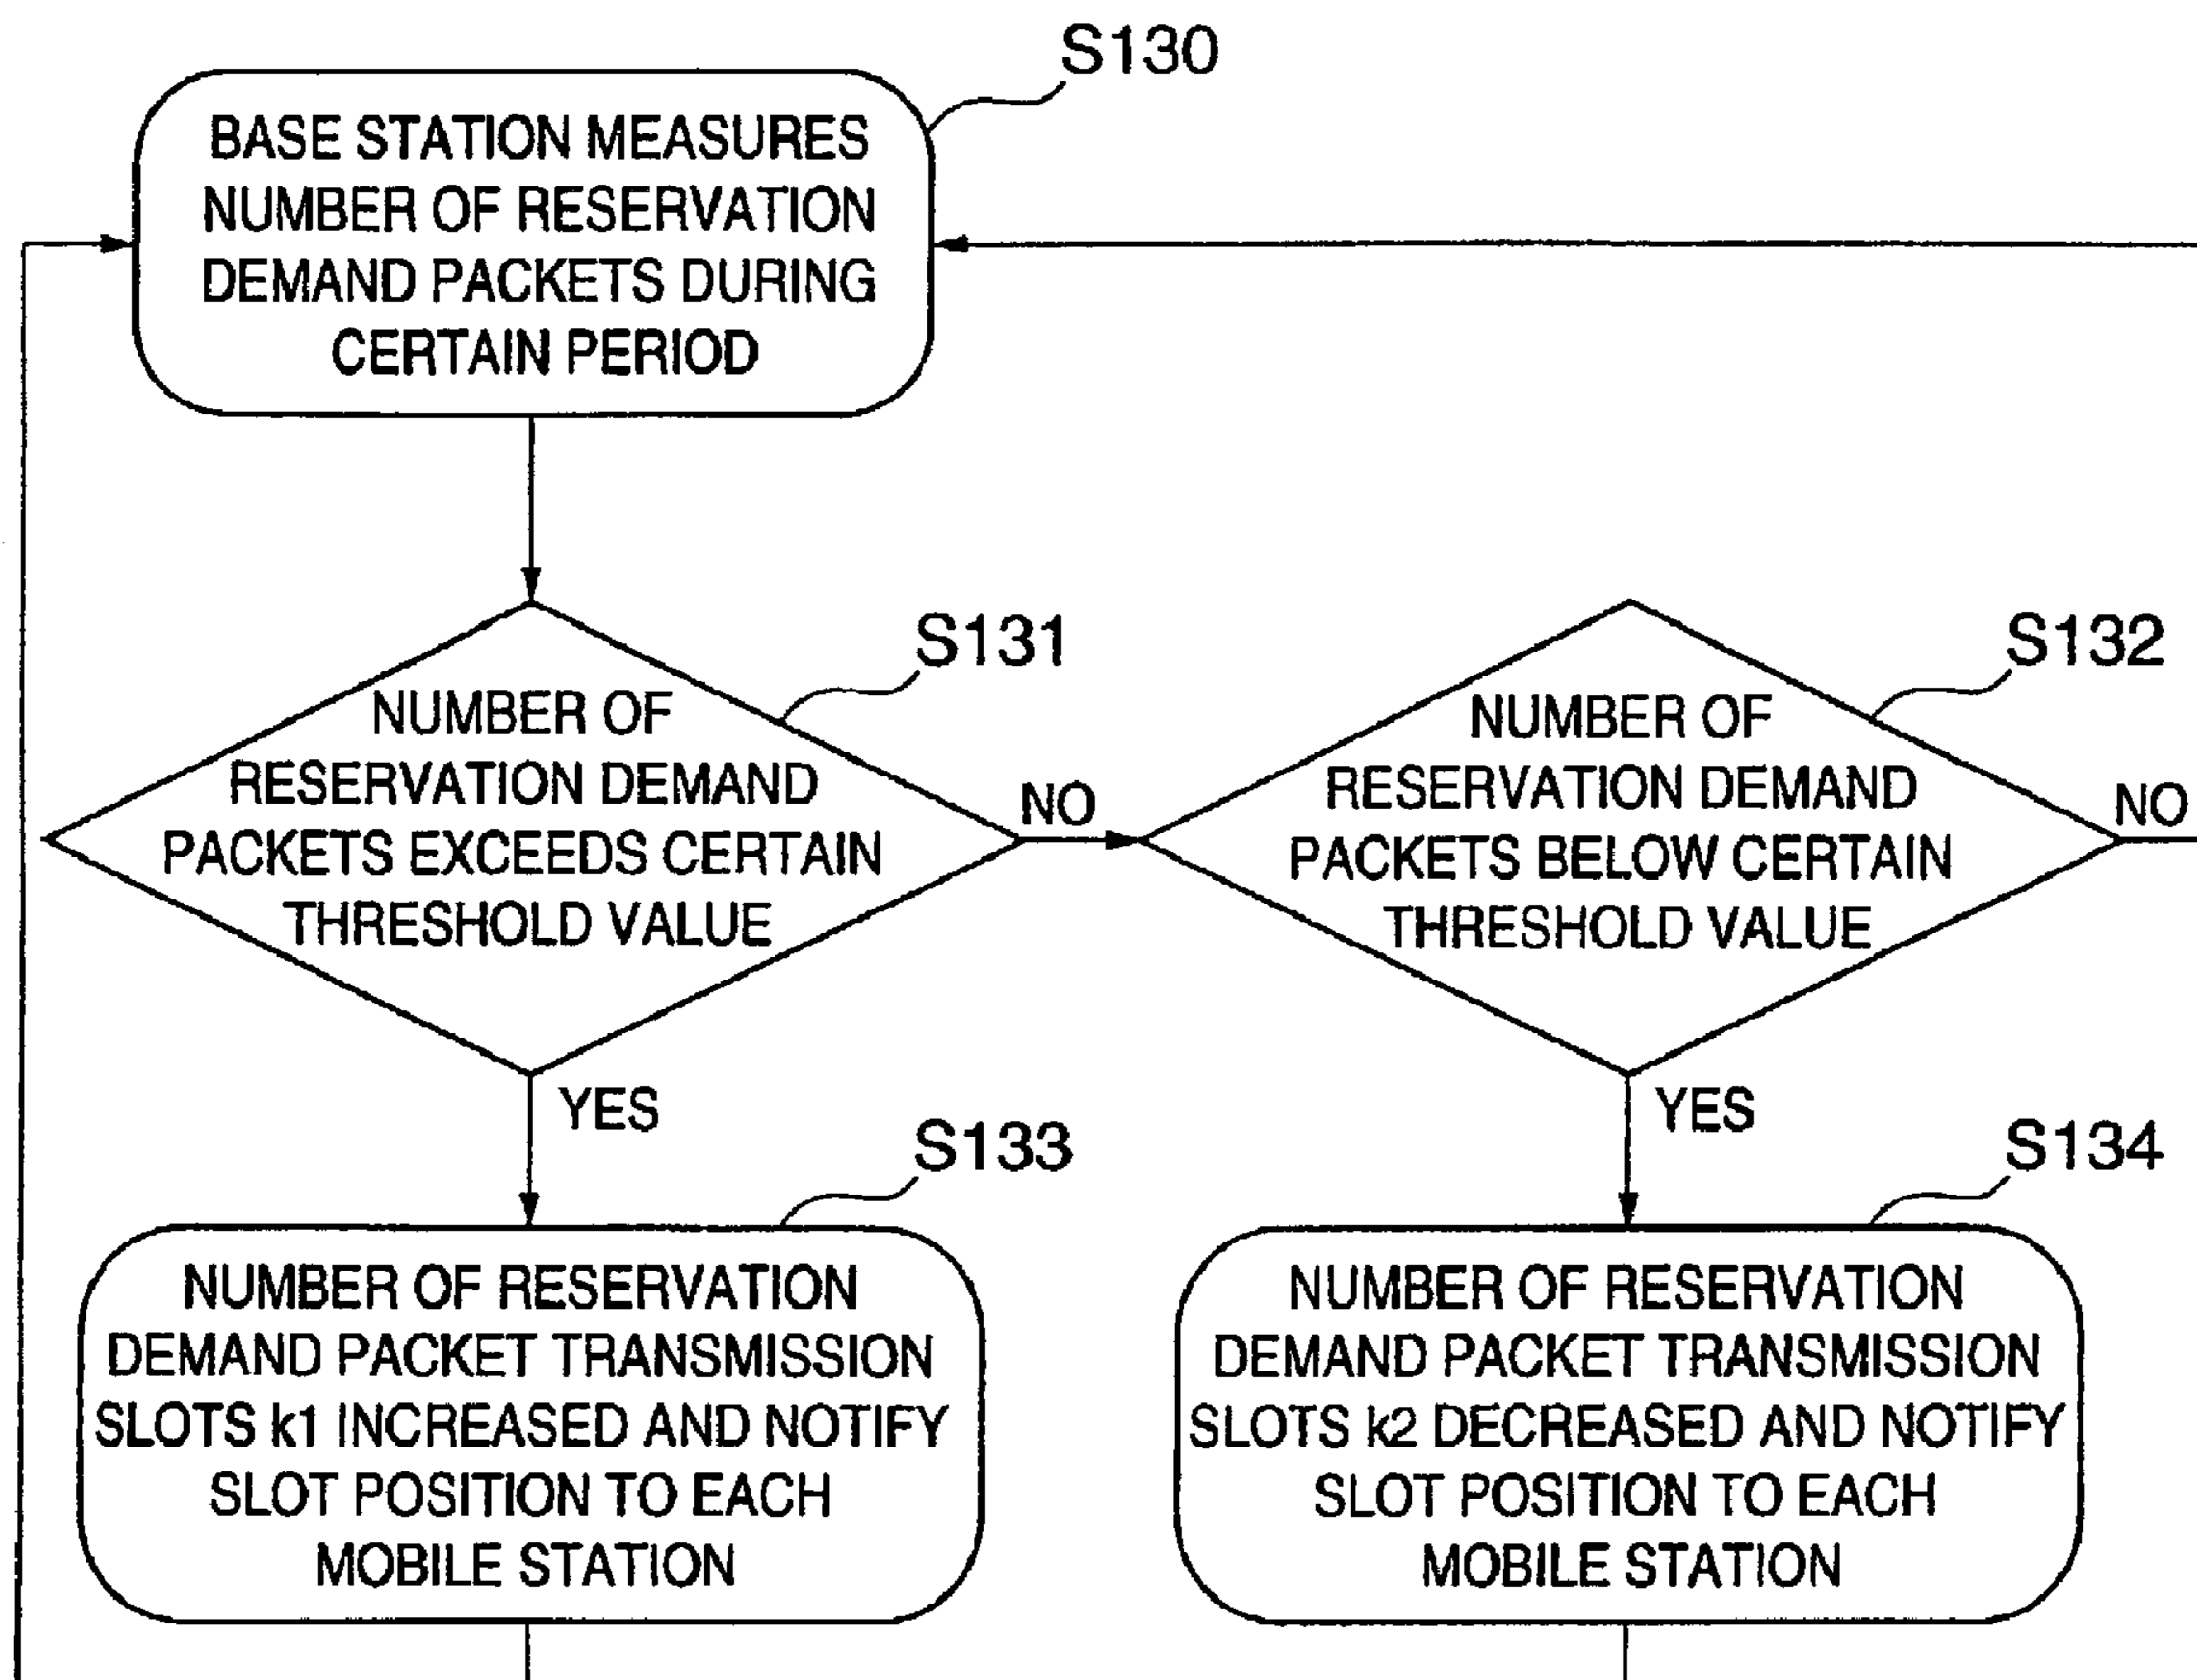 S130
BASE STATION MEASURES
NUMBER OF RESERVATION
DEMAND PACKETS DURING
CERTAIN PERIOD
S131
NUMBER OF
RESERVATION DEMAND
PACKETS EXCEEDS CERTAIN
THRESHOLD VALUE
NO
S132
NUMBER OF
RESERVATION DEMAND
PACKETS BELOW CERTAIN
THRESHOLD VALUE
NO
YES
S133
NUMBER OF RESERVATION
DEMAND PACKET TRANSMISSION
SLOTS k1 INCREASED AND NOTIFY
SLOT POSITION TO EACH
MOBILE STATION
YES
S134
NUMBER OF RESERVATION
DEMAND PACKET TRANSMISSION
SLOTS k2 DECREASED AND NOTIFY
SLOT POSITION TO EACH
MOBILE STATION